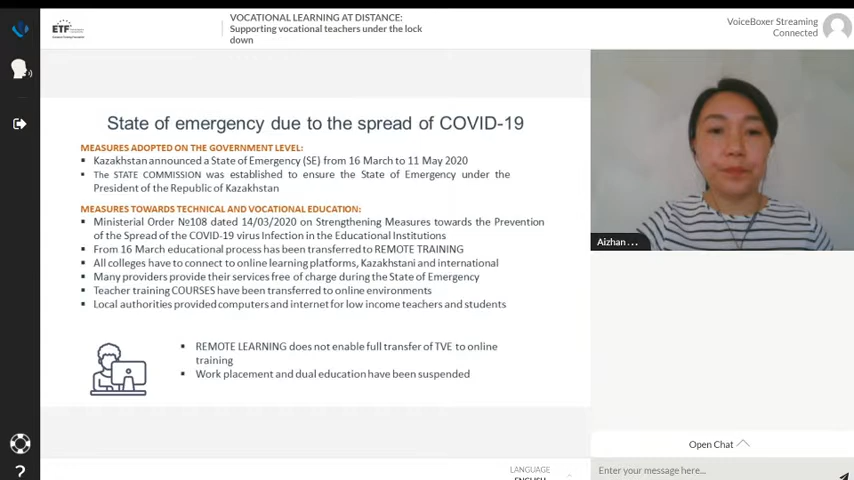 ETF
VOCATIONAL LEARNING AT DISTANCE:
Supporting vocational teachers under the lock
down
VoiceBoxer Streaming
Connected
State of emergency due to the spread of COVID-19
MEASURES ADOPTED ON THE GOVERNMENT LEVEL:
▪ Kazakhstan announced a State of Emergency (SE) from 16 March to 11 May 2020
▪ The STATE COMMISSION was established to ensure the State of Emergency under the
President of the Republic of Kazakhstan
MEASURES TOWARDS TECHNICAL AND VOCATIONAL EDUCATION:
▪ Ministerial Order №108 dated 14/03/2020 on Strengthening Measures towards the Prevention
of the Spread of the COVID-19 virus Infection in the Educational Institutions
▪ From 16 March educational process has been transferred to REMOTE TRAINING
▪ All colleges have to connect to online learning platforms, Kazakhstani and international
▪ Many providers provide their services free of charge during the State of Emergency
▪ Teacher training COURSES have been transferred to online environments
▪ Local authorities provided computers and internet for low income teachers and students
▪ REMOTE LEARNING does not enable full transfer of TVE to online
training
▪ Work placement and dual education have been suspended
Aizhan ...
Open Chat
Enter your message here...
LANGUAGE
ENGLISH
?